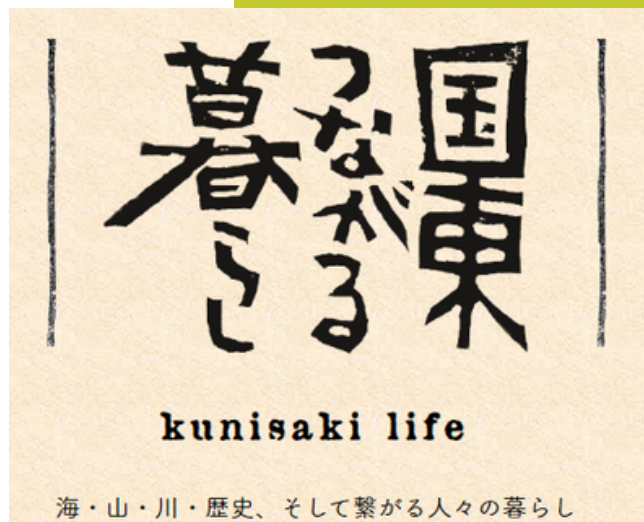 国東
つながる
暮らし
kunisaki life
海・山・川・歴史、そして繋がる人々の暮らし